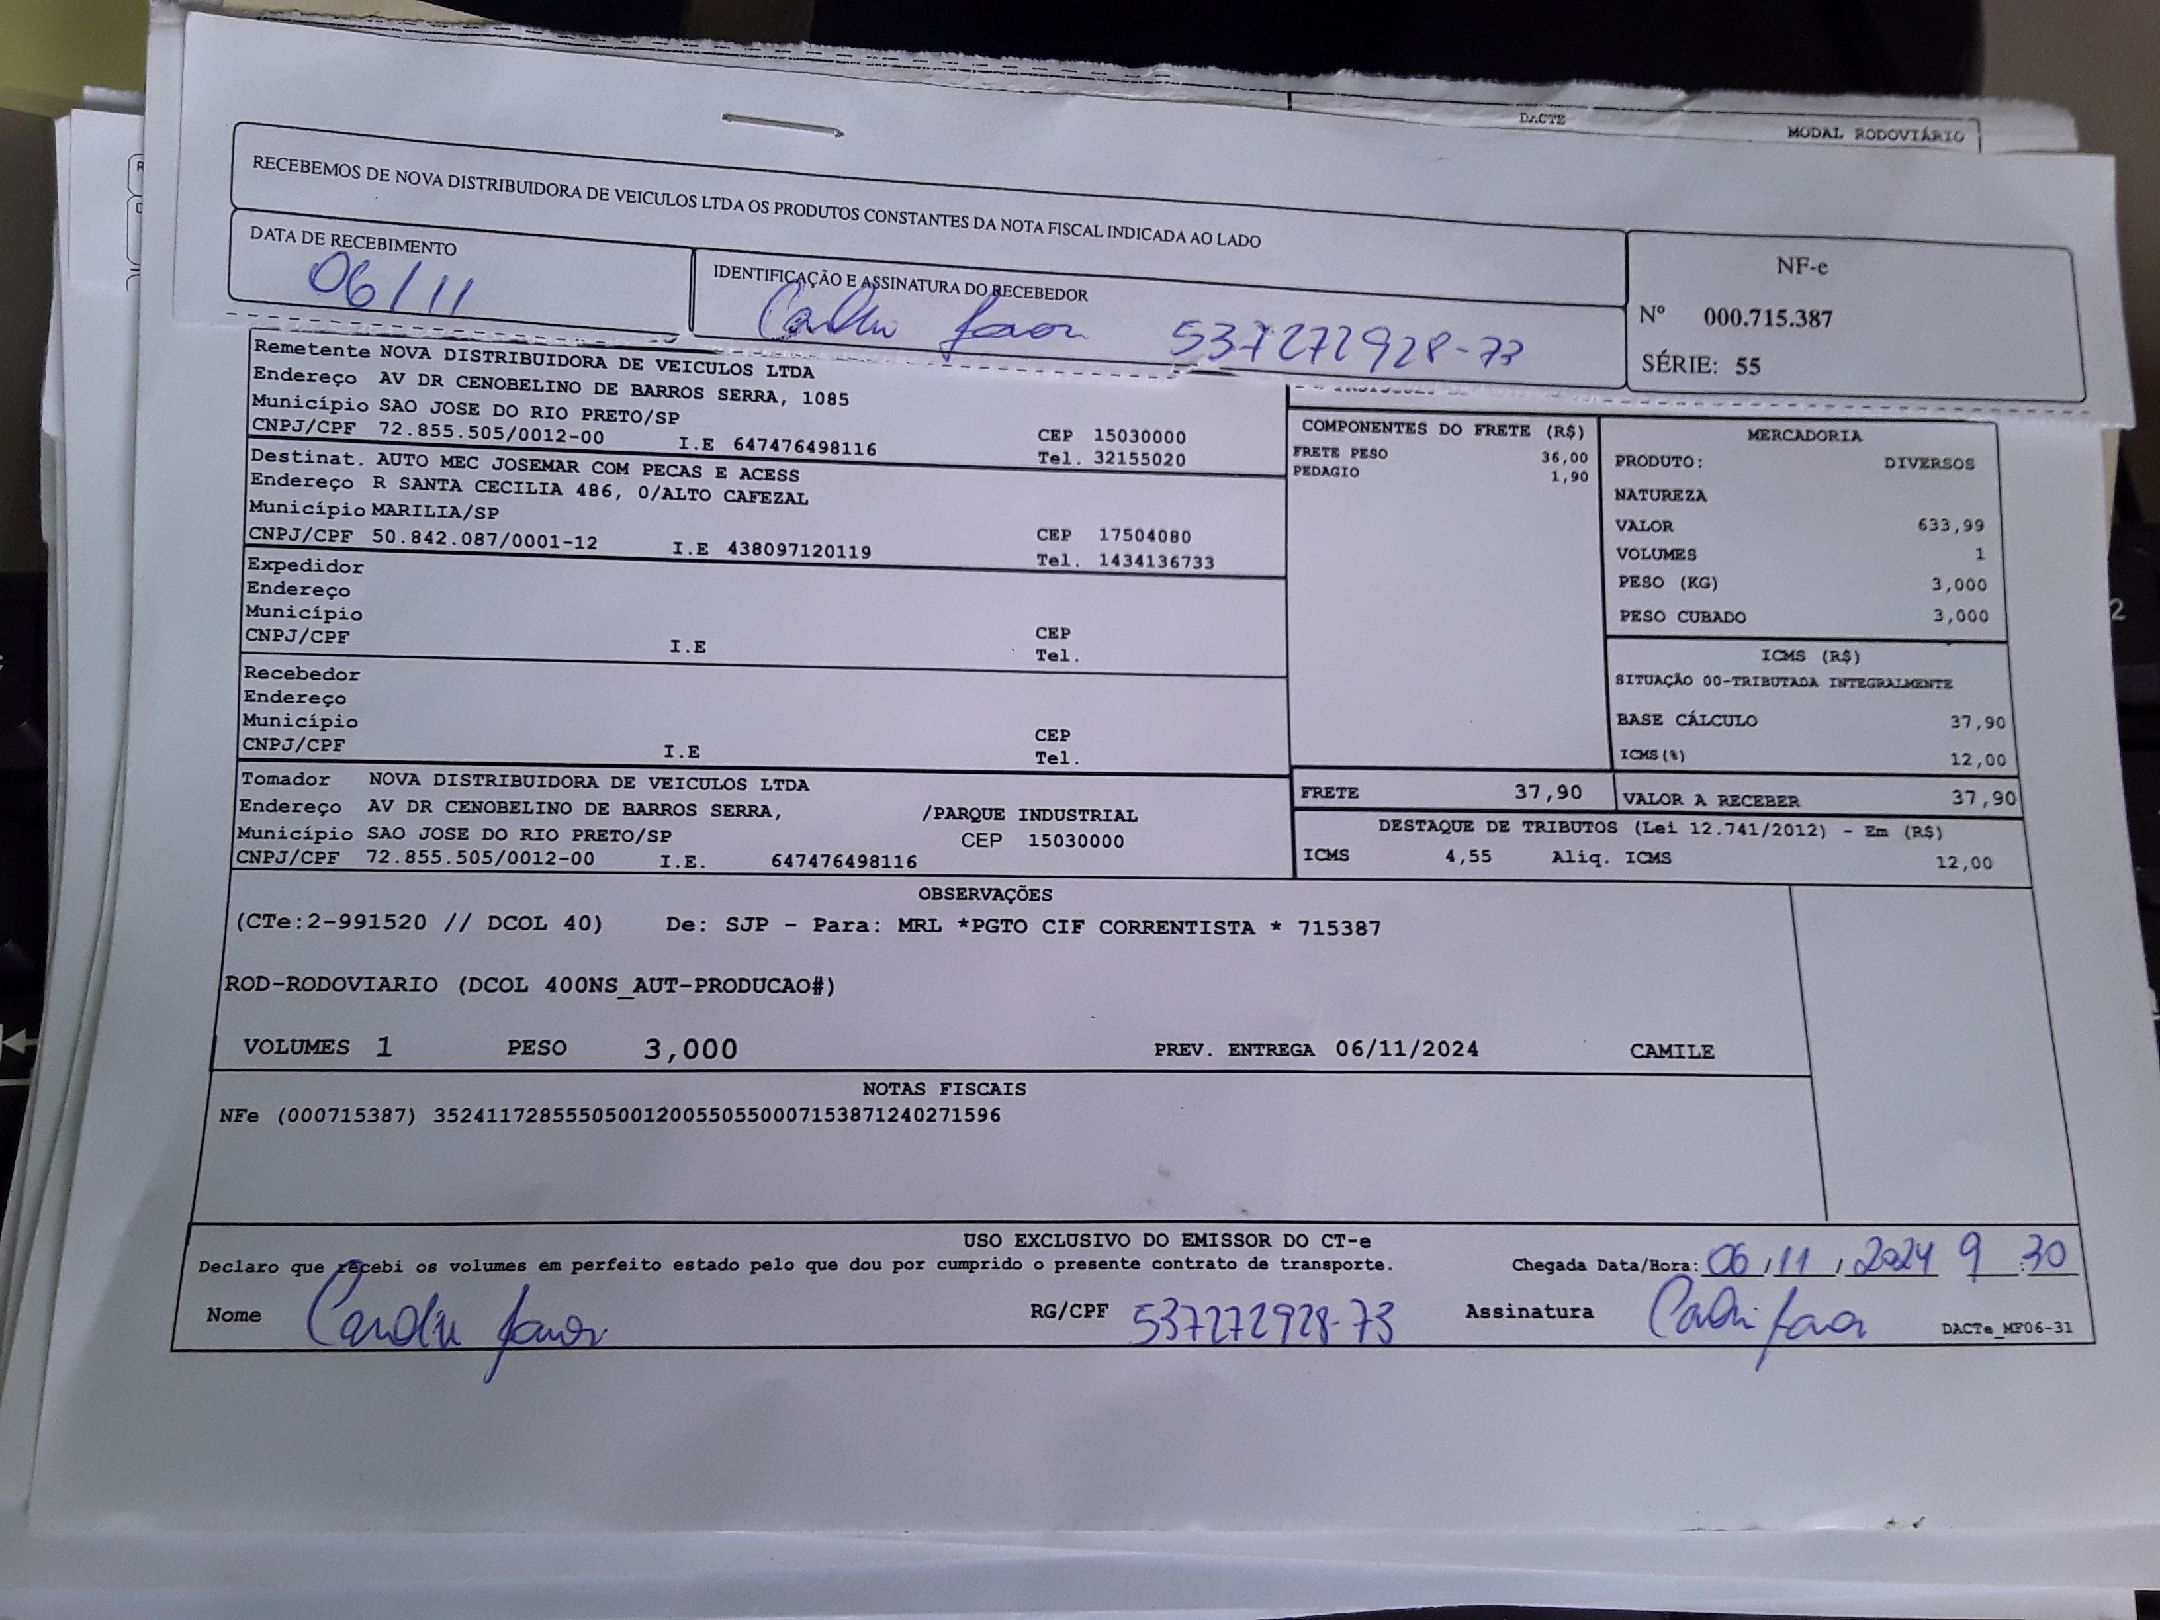 DACTE
MODAL RODOVIÁRIO
RECEBEMOS DE NOVA DISTRIBUIDORA DE VEICULOS LTDA OS PRODUTOS CONSTANTES DA NOTA FISCAL INDICADA AO LADO
DATA DE RECEBIMENTO
06/11
IDENTIFICAÇÃO E ASSINATURA DO RECEBEDOR
537272928-73
NF-e
Nº 000.715.387
SÉRIE: 55
Remetente NOVA DISTRIBUIDORA DE VEICULOS LTDA
Endereço AV DR CENOBELINO DE BARROS SERRA, 1085
Município SAO JOSE DO RIO PRETO/SP
CNPJ/CPF 72.855.505/0012-00 I.E 647476498116
CEP 15030000
Tel. 32155020
Destinat. AUTO MEC JOSEMAR COM PECAS E ACESS
Endereço R SANTA CECILIA 486, 0/ALTO CAFEZAL
Município MARILIA/SP
CNPJ/CPF 50.842.087/0001-12 I.E 438097120119
CEP 17504080
Tel. 1434136733
Expedidor
Endereço
Município
CNPJ/CPF I.E
CEP
Tel.
Recebedor
Endereço
Município
CNPJ/CPF I.E
CEP
Tel.
Tomador NOVA DISTRIBUIDORA DE VEICULOS LTDA
Endereço AV DR CENOBELINO DE BARROS SERRA, /PARQUE INDUSTRIAL
Município SAO JOSE DO RIO PRETO/SP CEP 15030000
CNPJ/CPF 72.855.505/0012-00 I.E. 647476498116
COMPONENTES DO FRETE (R$)
FRETE PESO 36,00
PEDAGIO 1,90
MERCADORIA
PRODUTO: DIVERSOS
NATUREZA
VALOR 633,99
VOLUMES 1
PESO (KG) 3,000
PESO CUBADO 3,000
ICMS (R$)
SITUAÇÃO 00-TRIBUTADA INTEGRALMENTE
BASE CÁLCULO 37,90
ICMS(%) 12,00
FRETE 37,90
VALOR A RECEBER 37,90
DESTAQUE DE TRIBUTOS (Lei 12.741/2012) - Em (R$)
ICMS 4,55 Aliq. ICMS 12,00
OBSERVAÇÕES
(CTe:2-991520 // DCOL 40) De: SJP - Para: MRL *PGTO CIF CORRENTISTA * 715387
ROD-RODOVIARIO (DCOL 400NS_AUT-PRODUCAO#)
VOLUMES 1 PESO 3,000 PREV. ENTREGA 06/11/2024 CAMILE
NOTAS FISCAIS
NFe (000715387) 35241172855505001200550550007153871240271596
USO EXCLUSIVO DO EMISSOR DO CT-e
Declaro que recebi os volumes em perfeito estado pelo que dou por cumprido o presente contrato de transporte.
Chegada Data/Hora: 06/11/2024 9:30
Nome
RG/CPF 537272928-73
Assinatura
DACTe_MF06-31